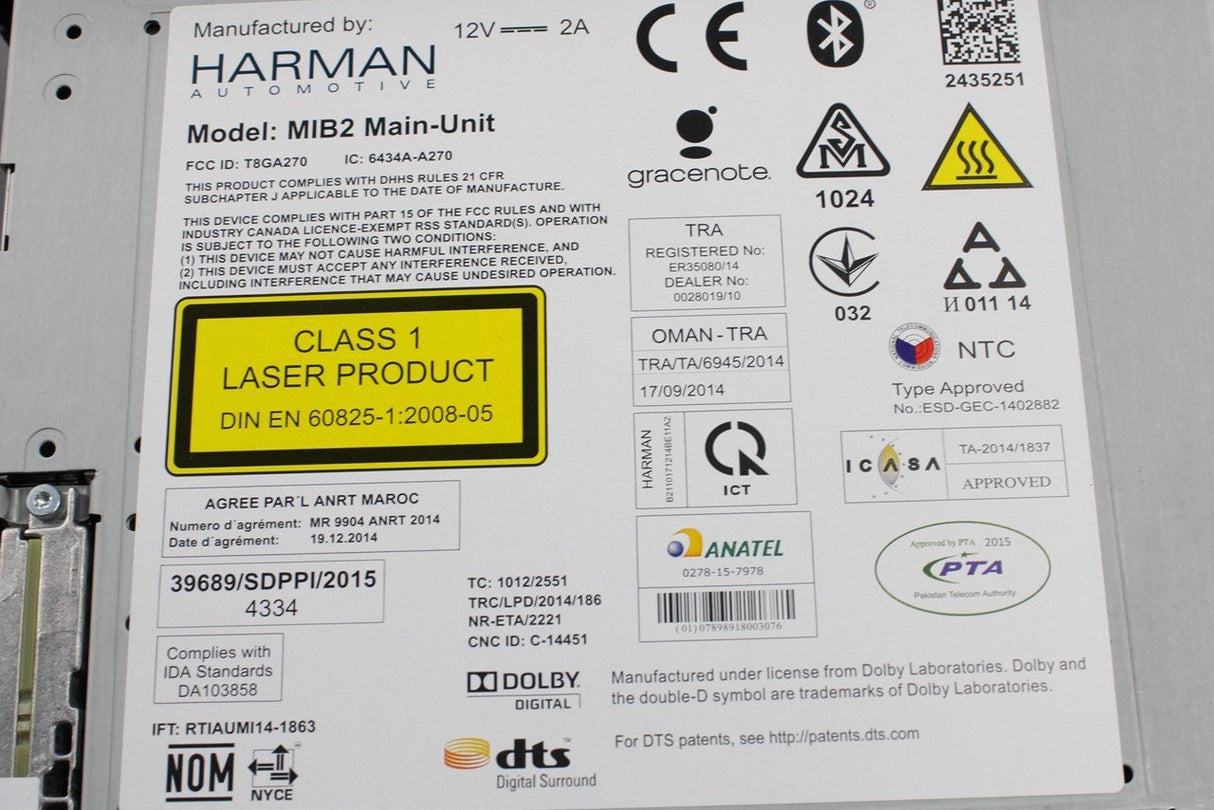 Manufactured by:
12V 2A
HARMAN
AUTOMOTIVE
Model: MIB2 Main-Unit
FCC ID: T8GA270 IC: 6434A-A270
THIS PRODUCT COMPLIES WITH DHHS RULES 21 CFR
SUBCHAPTER J APPLICABLE TO THE DATE OF MANUFACTURE.
THIS DEVICE COMPLIES WITH PART 15 OF THE FCC RULES AND WITH
INDUSTRY CANADA LICENCE-EXEMPT RSS STANDARD(S). OPERATION
IS SUBJECT TO THE FOLLOWING TWO CONDITIONS:
(1) THIS DEVICE MAY NOT CAUSE HARMFUL INTERFERENCE, AND
(2) THIS DEVICE MUST ACCEPT ANY INTERFERENCE RECEIVED,
INCLUDING INTERFERENCE THAT MAY CAUSE UNDESIRED OPERATION.
CLASS 1
LASER PRODUCT
DIN EN 60825-1:2008-05
AGREE PAR´L ANRT MAROC
Numero d´agrément: MR 9904 ANRT 2014
Date d´agrément: 19.12.2014
39689/SDPPI/2015
4334
Complies with
IDA Standards
DA103858
IFT: RTIAUMI14-1863
NOM
NYCE
TC: 1012/2551
TRC/LPD/2014/186
NR-ETA/2221
CNC ID: C-14451
DOLBY
DIGITAL
dts
Digital Surround
CE
®
2435251
gracenote.
SM
1024
TRA
REGISTERED No:
ER35080/14
DEALER No:
0028019/10
032
A
И 011 14
OMAN-TRA
TRA/TA/6945/2014
17/09/2014
NTC
Type Approved
No.:ESD-GEC-1402882
HARMAN
B2110171214BE11A2
ICT
ICASA
TA-2014/1837
APPROVED
ANATEL
0278-15-7978
(01)07898918003076
Approved by PTA 2015
PTA
Pakistan Telecom Authority
Manufactured under license from Dolby Laboratories. Dolby and
the double-D symbol are trademarks of Dolby Laboratories.
For DTS patents, see http://patents.dts.com